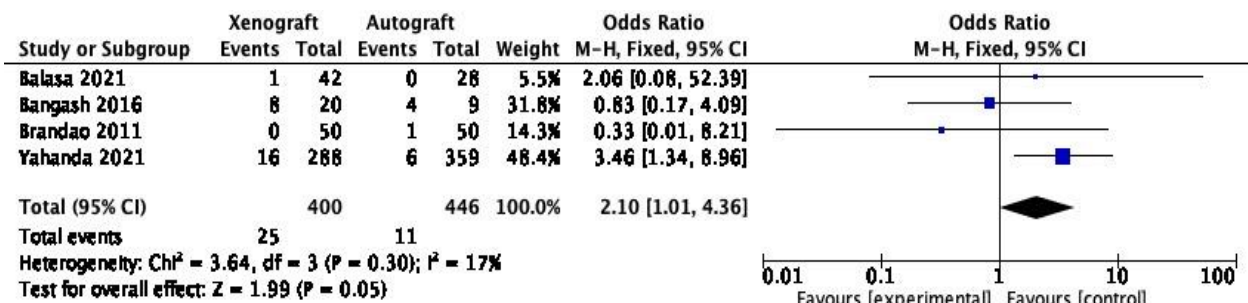 Xenograft Autograft Odds Ratio Odds Ratio
Study or Subgroup Events Total Events Total Weight M-H, Fixed, 95% CI M-H, Fixed, 95% CI
Balasa 2021 1 42 0 28 5.5% 2.06 [0.08, 52.39]
Bangash 2016 8 20 4 9 31.8% 0.83 [0.17, 4.09]
Brandao 2011 0 50 1 50 14.3% 0.33 [0.01, 8.21]
Yahanda 2021 16 288 6 359 48.4% 3.46 [1.34, 8.96]
Total (95% CI) 400 446 100.0% 2.10 [1.01, 4.36]
Total events 25 11
Heterogeneity: Chi² = 3.64, df = 3 (P = 0.30); I² = 17%
Test for overall effect: Z = 1.99 (P = 0.05)
0.01 0.1 1 10 100
Favours [experimental] Favours [control]